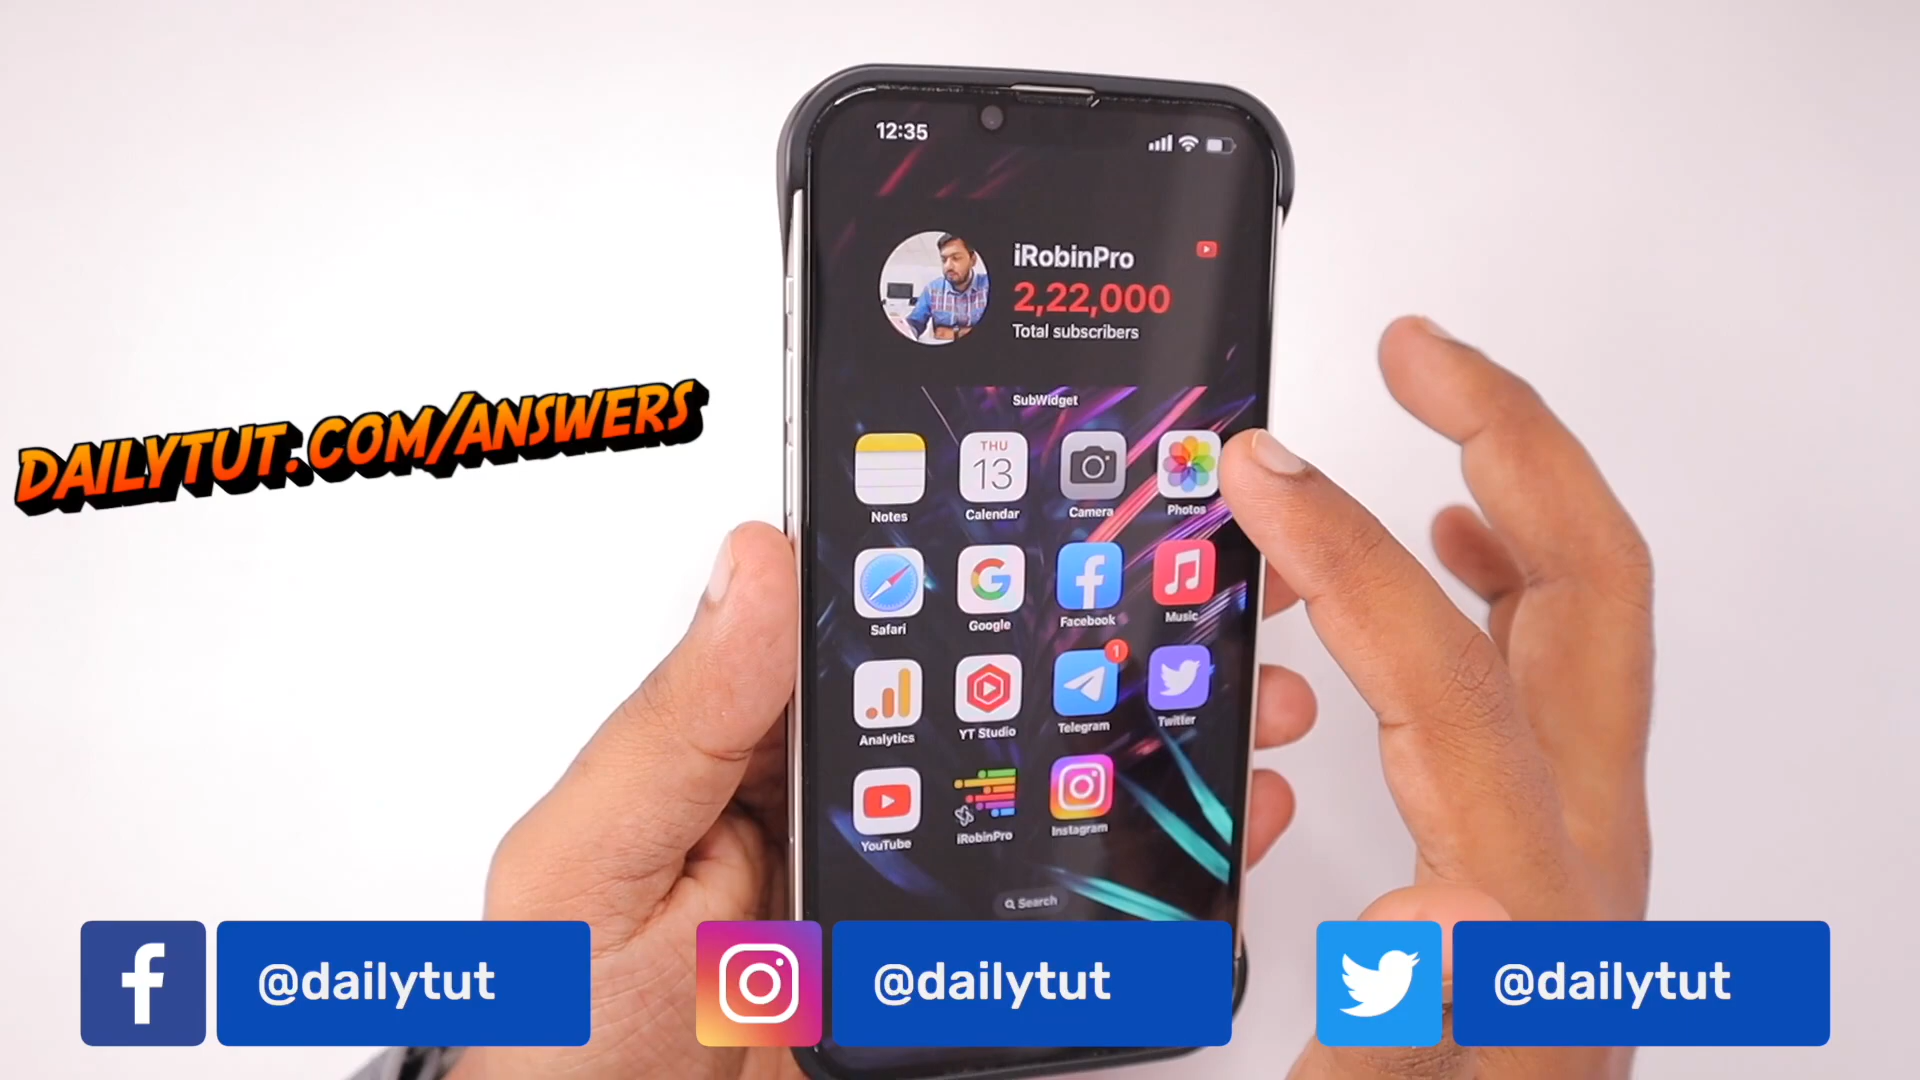 12:35
iRobinPro
2,22,000
Total subscribers
SubWidget
DAILYTUT.COM/ANSWERS
THU
13
Notes
Calendar
Camera
Photos
Safari
Google
Facebook
Music
1
Analytics
YT Studio
Telegram
Twitter
YouTube
iRobinPro
Instagram
Search
@dailytut
@dailytut
@dailytut